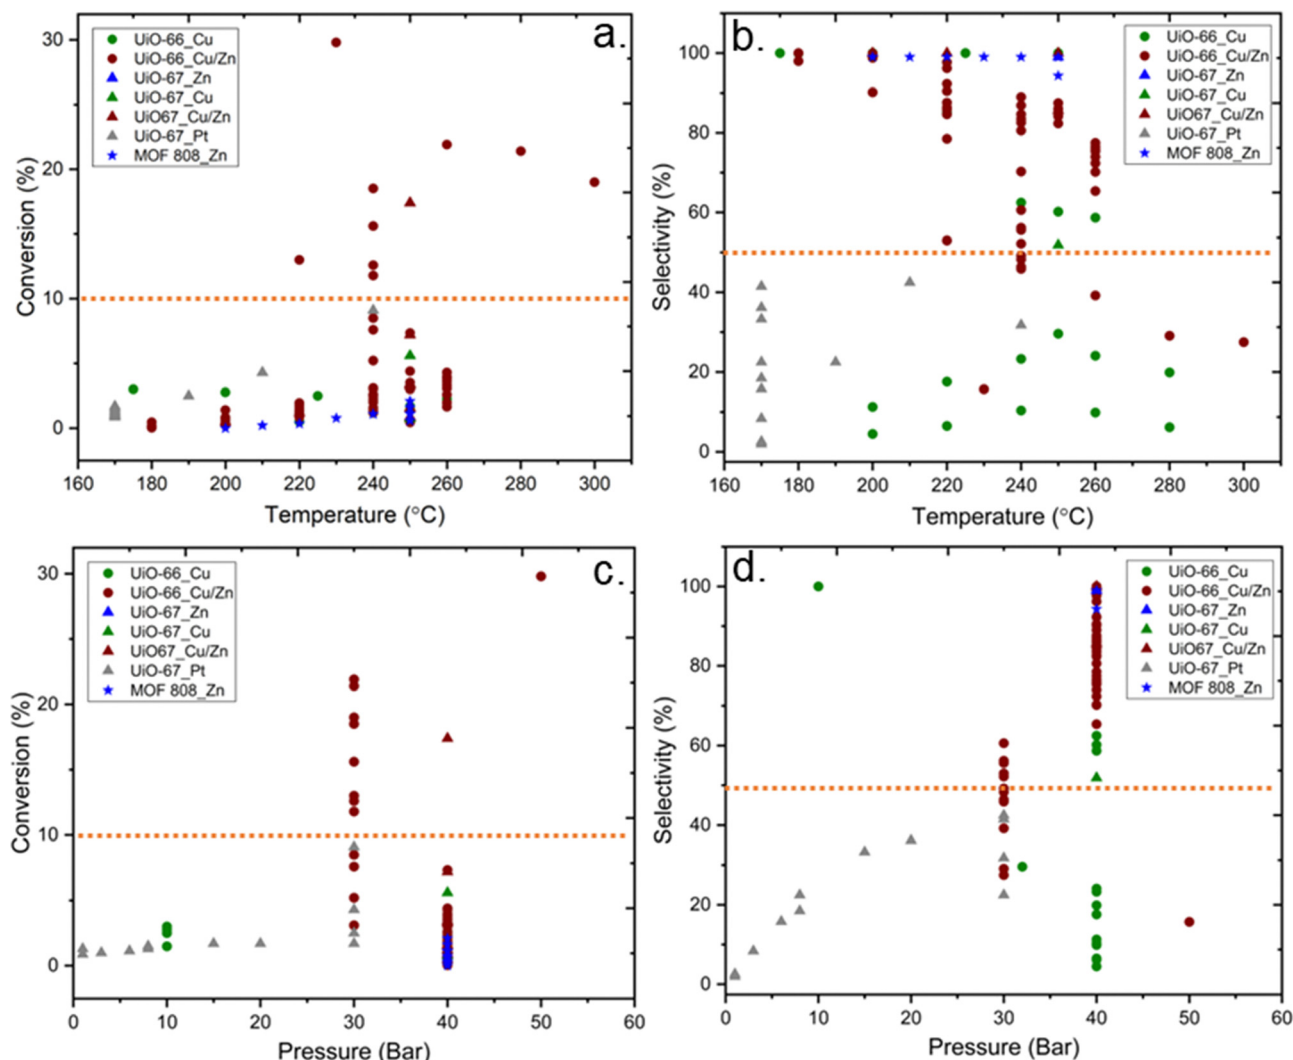 a.
30
20
10
0
Conversion (%)
UiO-66_Cu
UiO-66_Cu/Zn
UiO-67_Zn
UiO-67_Cu
UiO67_Cu/Zn
UiO-67_Pt
MOF 808_Zn
160 180 200 220 240 260 280 300
Temperature (°C)
b.
100
80
60
40
20
0
Selectivity (%)
UiO-66_Cu
UiO-66_Cu/Zn
UiO-67_Zn
UiO-67_Cu
UiO67_Cu/Zn
UiO-67_Pt
MOF 808_Zn
160 180 200 220 240 260 280 300
Temperature (°C)
c.
30
20
10
0
Conversion (%)
UiO-66_Cu
UiO-66_Cu/Zn
UiO-67_Zn
UiO-67_Cu
UiO67_Cu/Zn
UiO-67_Pt
MOF 808_Zn
0 10 20 30 40 50 60
Pressure (Bar)
d.
100
80
60
40
20
0
Selectivity (%)
UiO-66_Cu
UiO-66_Cu/Zn
UiO-67_Zn
UiO-67_Cu
UiO67_Cu/Zn
UiO-67_Pt
MOF 808_Zn
0 10 20 30 40 50 60
Pressure (Bar)